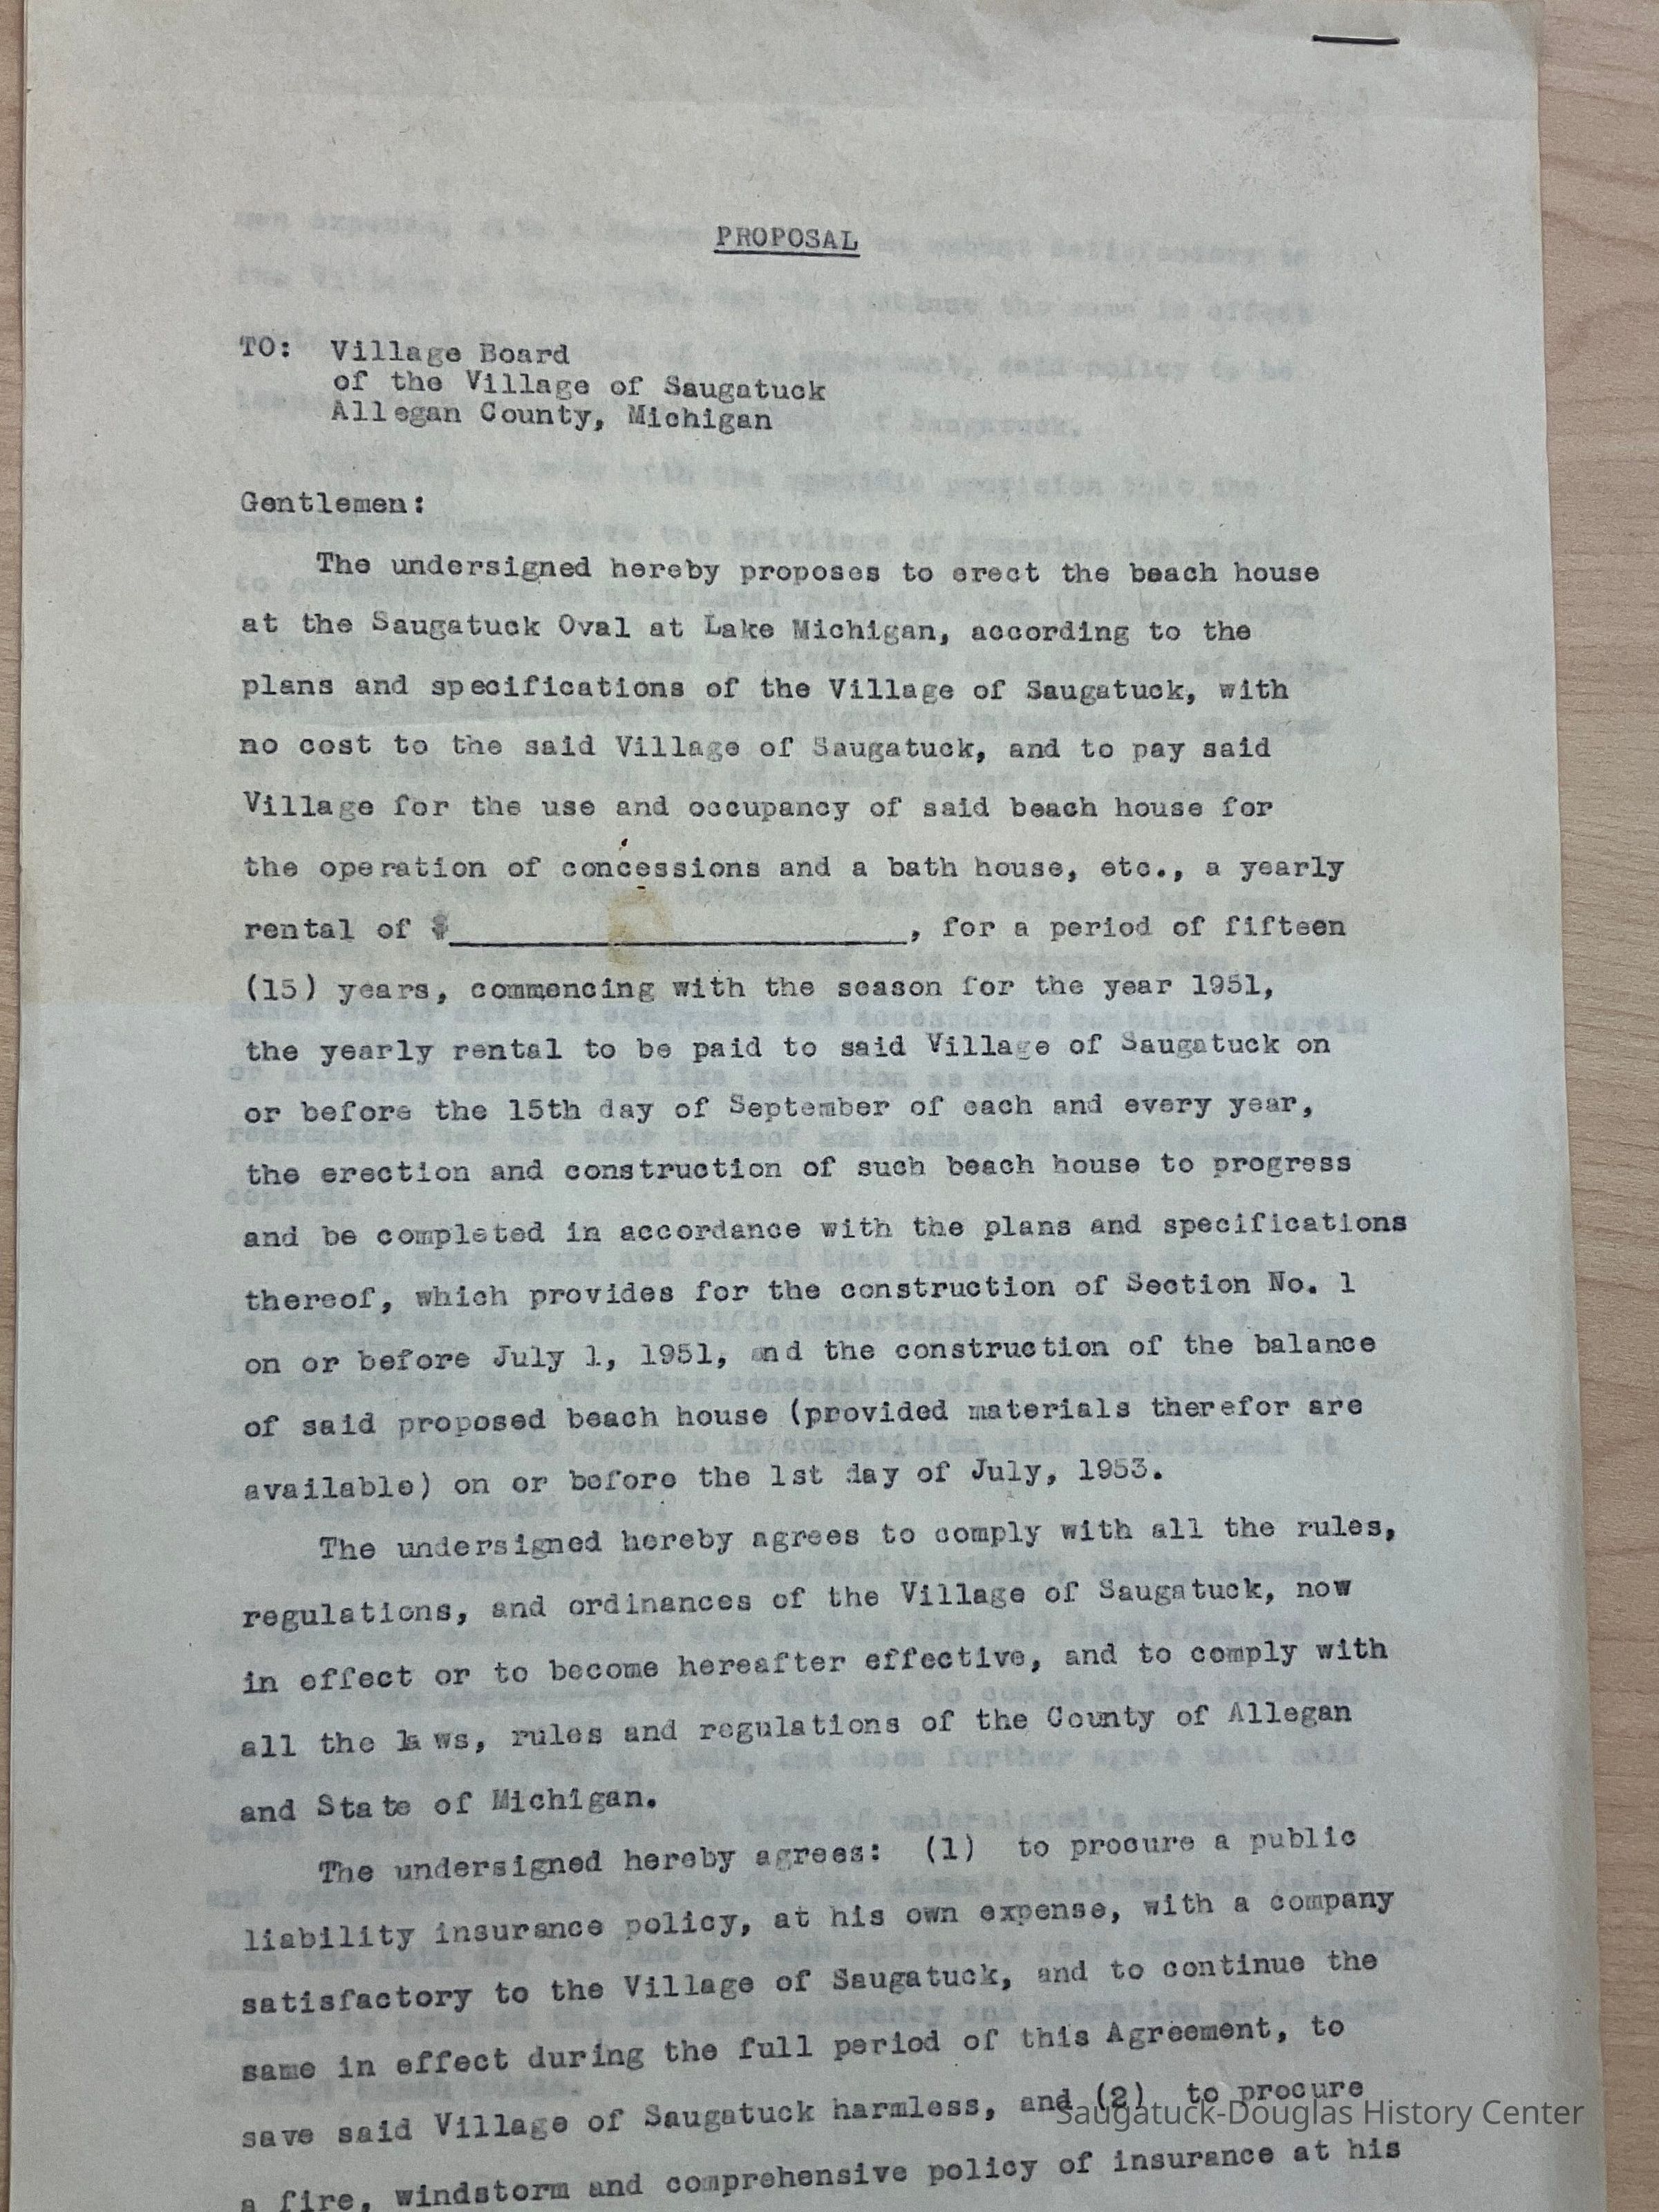 PROPOSAL
TO: Village Board
of the Village of Saugatuck
Allegan County, Michigan
Gentlemen:
The undersigned hereby proposes to erect the beach house
at the Saugatuck Oval at Lake Michigan, according to the
plans and specifications of the Village of Saugatuck, with
no cost to the said Village of Saugatuck, and to pay said
Village for the use and occupancy of said beach house for
the operation of concessions and a bath house, etc., a yearly
rental of $____________________, for a period of fifteen
(15) years, commencing with the season for the year 1951,
the yearly rental to be paid to said Village of Saugatuck on
or before the 15th day of September of each and every year,
the erection and construction of such beach house to progress
and be completed in accordance with the plans and specifications
thereof, which provides for the construction of Section No. 1
on or before July 1, 1951, and the construction of the balance
of said proposed beach house (provided materials therefor are
available) on or before the 1st day of July, 1953.
The undersigned hereby agrees to comply with all the rules,
regulations, and ordinances of the Village of Saugatuck, now
in effect or to become hereafter effective, and to comply with
all the laws, rules and regulations of the County of Allegan
and State of Michigan.
The undersigned hereby agrees: (1) to procure a public
liability insurance policy, at his own expense, with a company
satisfactory to the Village of Saugatuck, and to continue the
same in effect during the full period of this Agreement, to
save said Village of Saugatuck harmless, and (2) to procure
a fire, windstorm and comprehensive policy of insurance at his
Saugatuck-Douglas History Center